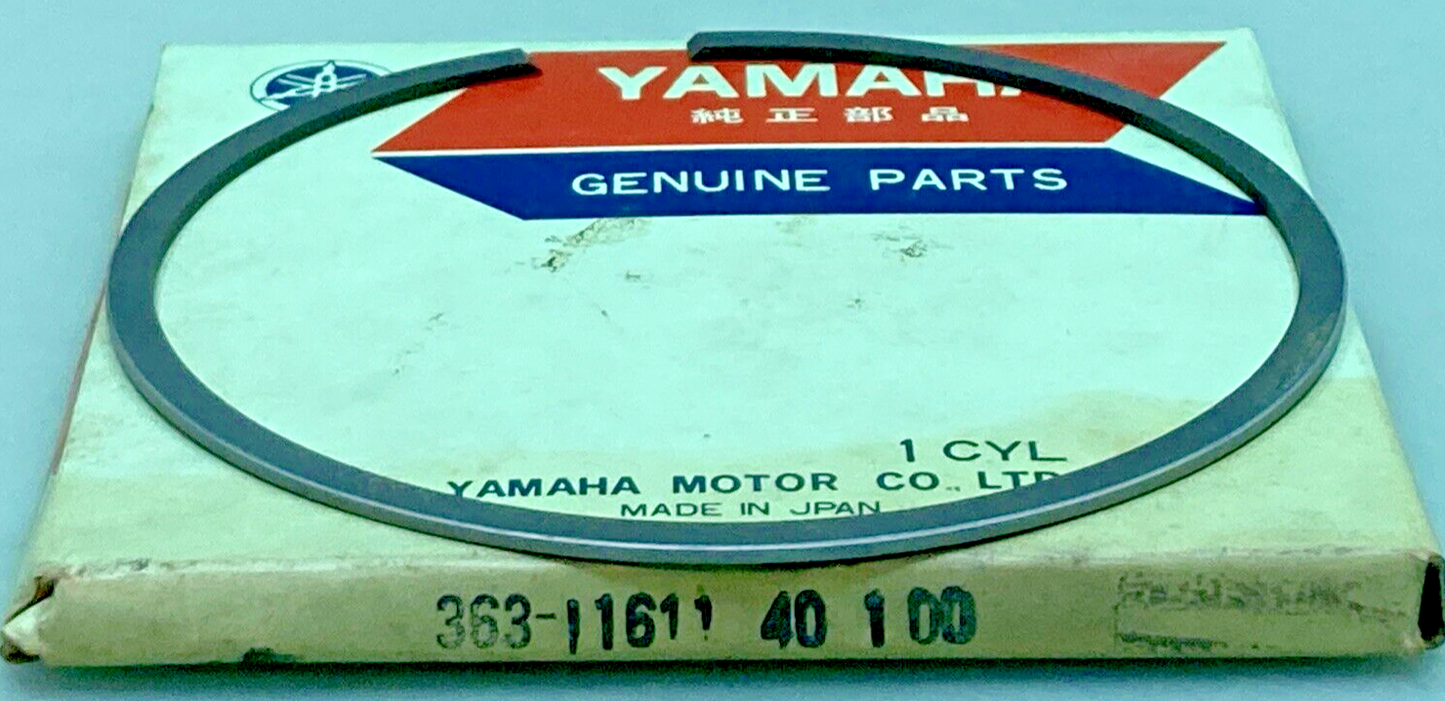 YAMAHA
純正部品
GENUINE PARTS
1 CYL
YAMAHA MOTOR CO., LTD
MADE IN JPAN
363-11611 40 100